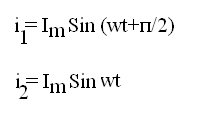 i₁= Iₘ Sin (wt+π/2)
i₂= Iₘ Sin wt